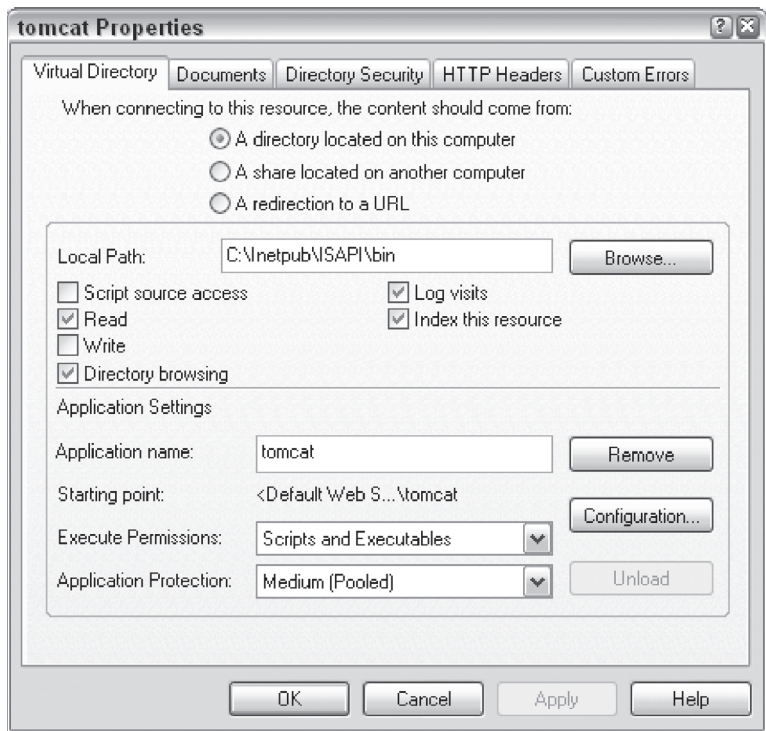 tomcat Properties
Virtual Directory Documents Directory Security HTTP Headers Custom Errors
When connecting to this resource, the content should come from:
A directory located on this computer
A share located on another computer
A redirection to a URL
Local Path: C:\Inetpub\ISAPI\bin Browse...
Script source access Log visits
Read Index this resource
Write
Directory browsing
Application Settings
Application name: tomcat Remove
Starting point: <Default Web S...\tomcat
Configuration...
Execute Permissions: Scripts and Executables
Application Protection: Medium (Pooled) Unload
OK Cancel Apply Help